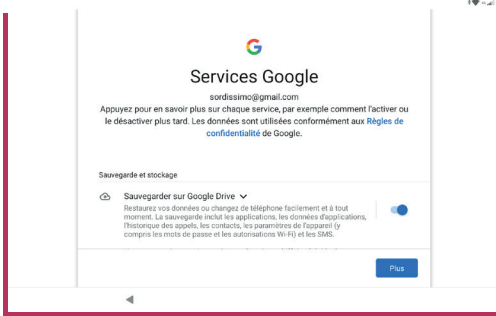 Services Google
sordissimo@gmail.com
Appuyez pour en savoir plus sur chaque service, par exemple comment l'activer ou
le désactiver plus tard. Les données sont utilisées conformément aux Règles de
confidentialité de Google.
Sauvegarde et stockage
Sauvegarder sur Google Drive
Restaurez vos données ou changez de téléphone facilement et à tout
moment. La sauvegarde inclut les applications, les données d'applications,
l'historique des appels, les contacts, les paramètres de l'appareil (y
compris les mots de passe et les autorisations Wi-Fi) et les SMS.
Plus